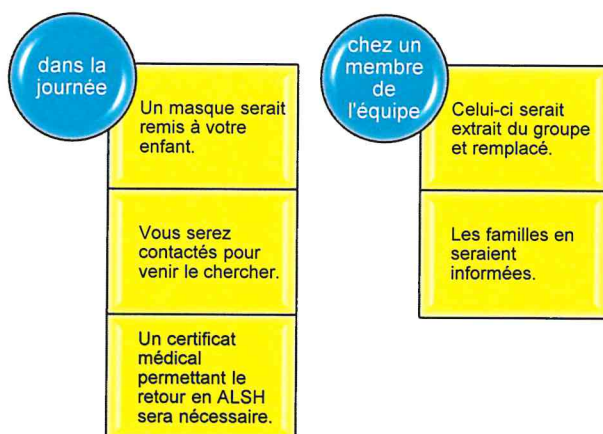 dans la
journée
Un masque serait
remis à votre
enfant.
Vous serez
contactés pour
venir le chercher.
Un certificat
médical
permettant le
retour en ALSH
sera nécessaire.
chez un
membre
de
l'équipe
Celui-ci serait
extrait du groupe
et remplacé.
Les familles en
seraient
informées.